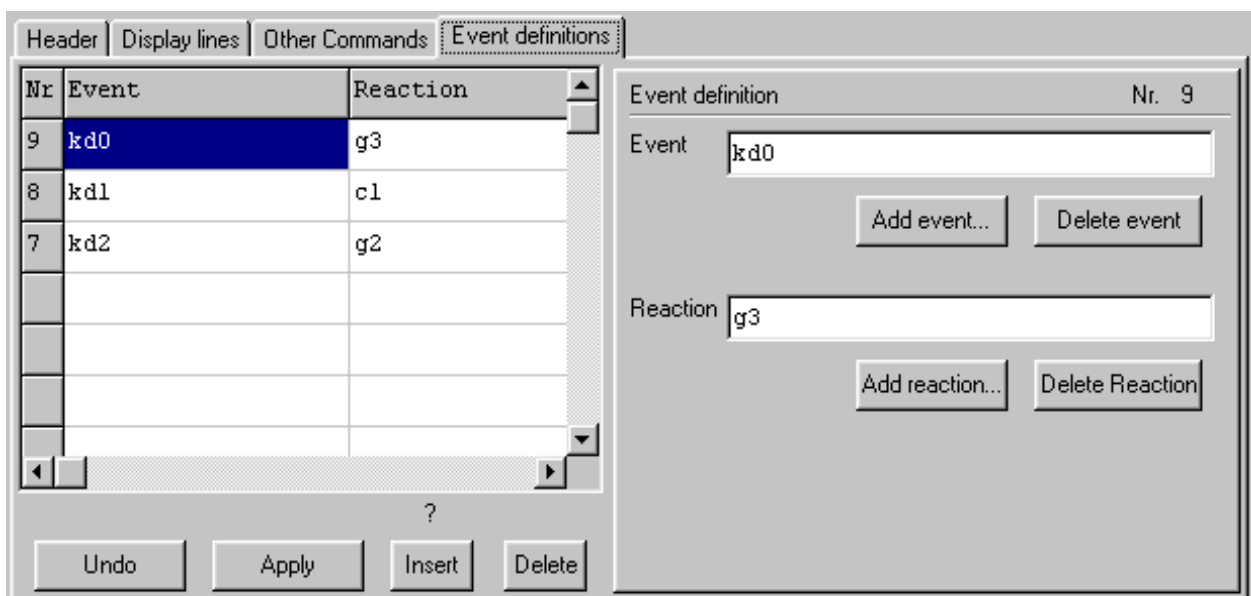 Header Display lines Other Commands Event definitions
Nr Event Reaction
9 kd0 g3
8 kd1 c1
7 kd2 g2
?
Undo Apply Insert Delete
Event definition Nr. 9
Event kd0
Add event... Delete event
Reaction g3
Add reaction... Delete Reaction